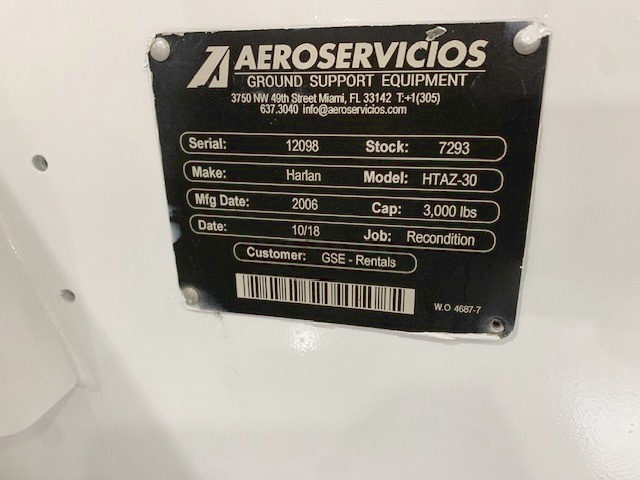 AEROSERVICIOS
GROUND SUPPORT EQUIPMENT
3750 NW 49th Street Miami, FL 33142 T:+1(305)
637.3040 info@aeroservicios.com
Serial: 12098 Stock: 7293
Make: Harlan Model: HTAZ-30
Mfg Date: 2006 Cap: 3,000 lbs
Date: 10/18 Job: Recondition
Customer: GSE - Rentals
W.O 4687-7